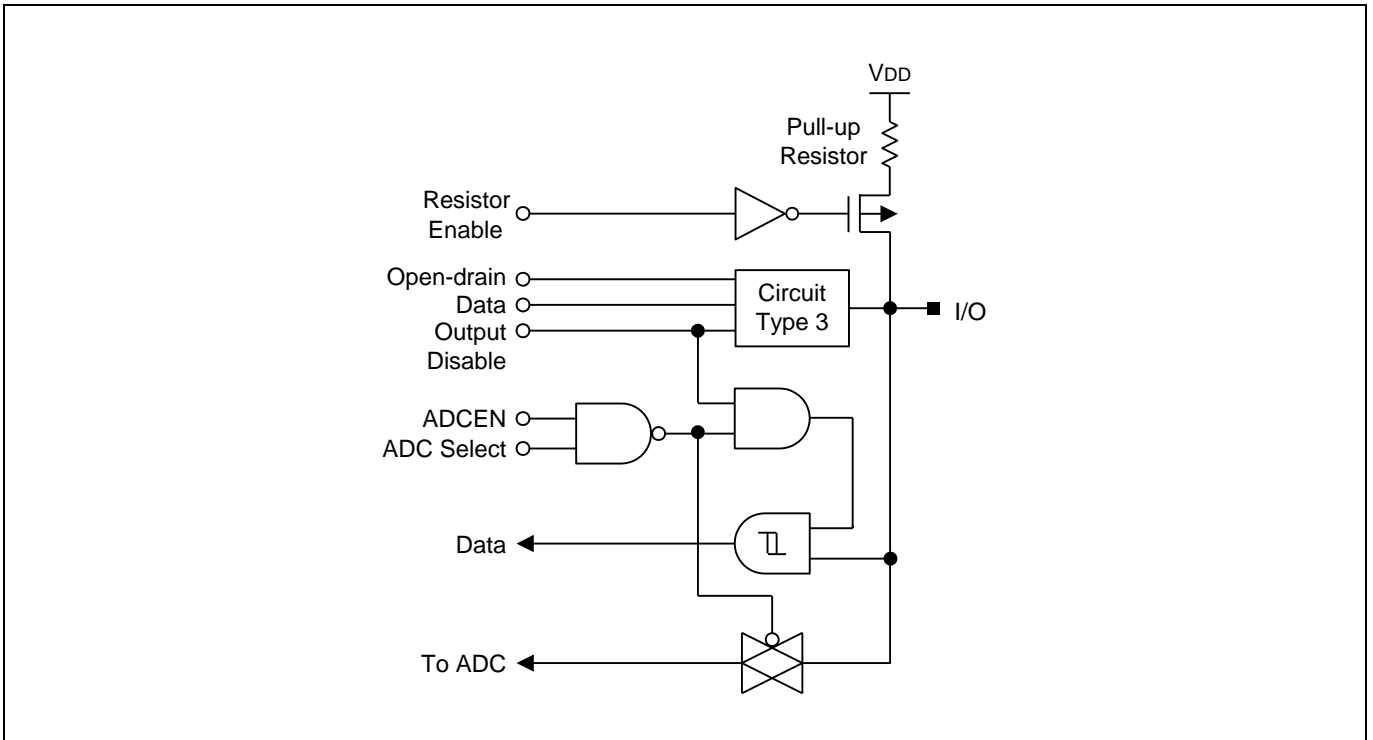 VDD
Pull-up
Resistor
Resistor
Enable
Open-drain
Data
Output
Disable
Circuit
Type 3
I/O
ADCEN
ADC Select
Data
To ADC